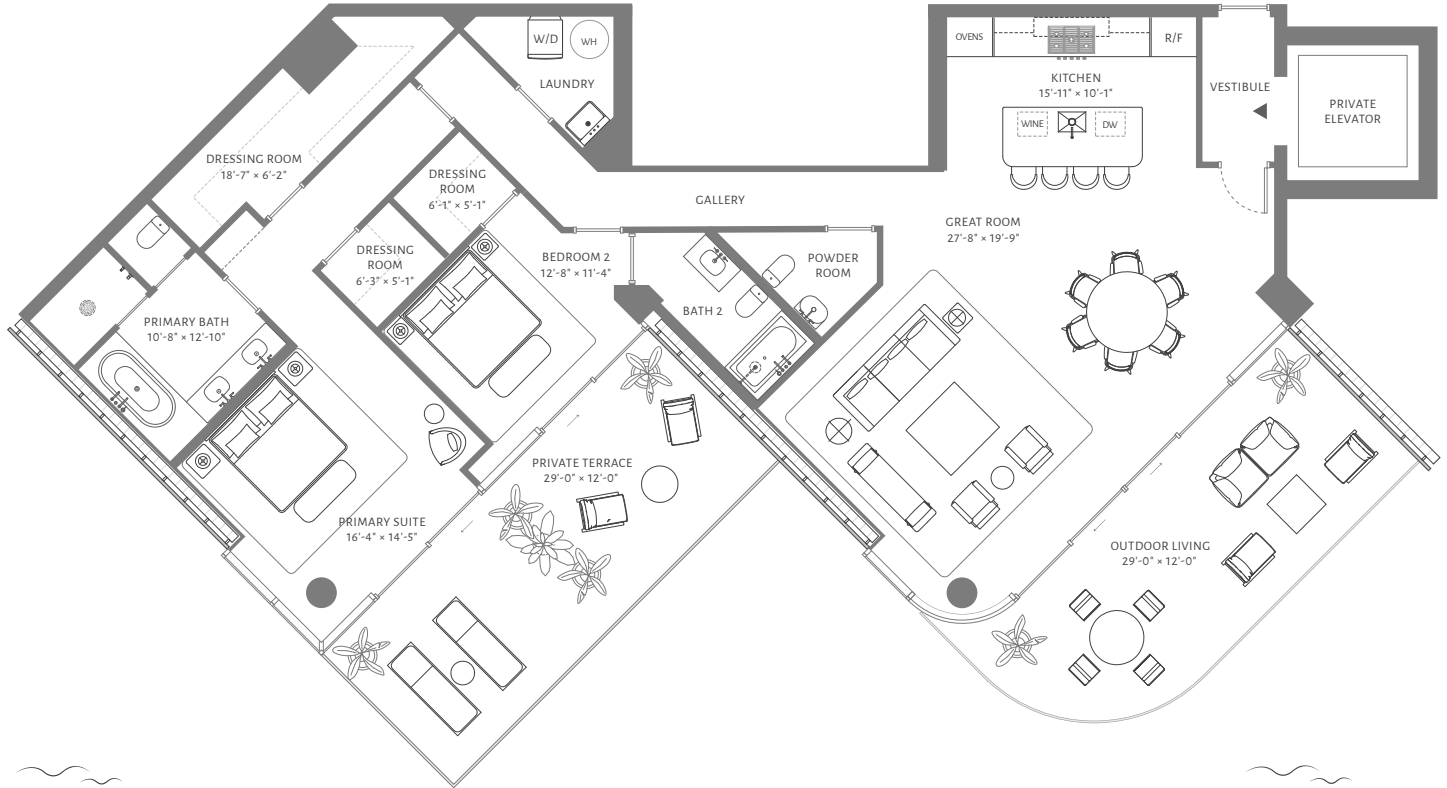 W/D
WH
LAUNDRY
OVENS
R/F
KITCHEN
15'-11" × 10'-1"
WINE
DW
VESTIBULE
PRIVATE
ELEVATOR
DRESSING ROOM
18'-7" × 6'-2"
DRESSING
ROOM
6'-1" × 5'-1"
GALLERY
GREAT ROOM
27'-8" × 19'-9"
DRESSING
ROOM
6'-3" × 5'-1"
BEDROOM 2
12'-8" × 11'-4"
POWDER
ROOM
BATH 2
PRIMARY BATH
10'-8" × 12'-10"
PRIVATE TERRACE
29'-0" × 12'-0"
PRIMARY SUITE
16'-4" × 14'-5"
OUTDOOR LIVING
29'-0" × 12'-0"